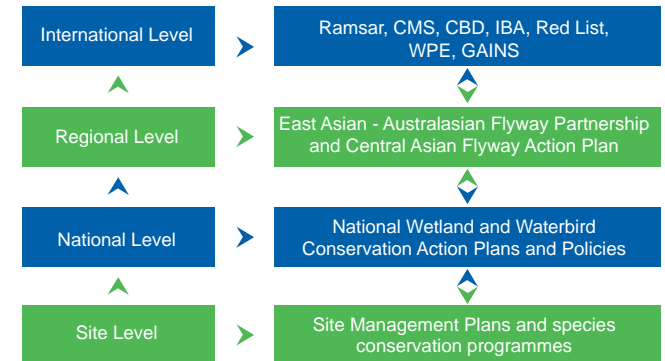 International Level
Ramsar, CMS, CBD, IBA, Red List,
WPE, GAINS
Regional Level
East Asian - Australasian Flyway Partnership
and Central Asian Flyway Action Plan
National Level
National Wetland and Waterbird
Conservation Action Plans and Policies
Site Level
Site Management Plans and species
conservation programmes